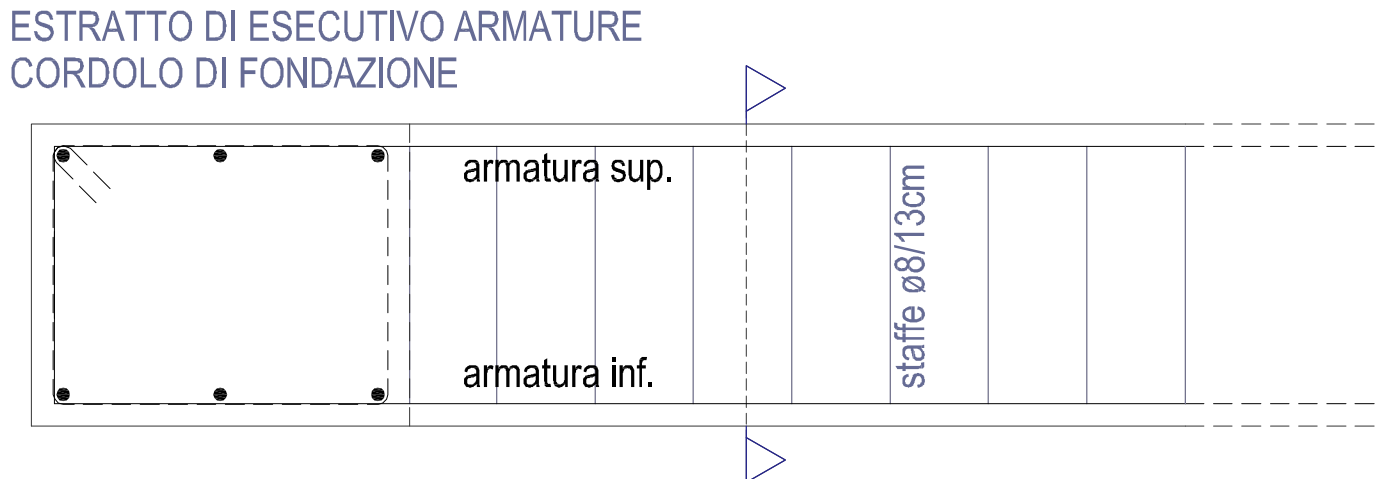 ESTRATTO DI ESECUTIVO ARMATURE
CORDOLO DI FONDAZIONE
armatura sup.
armatura inf.
staffe ø8/13cm